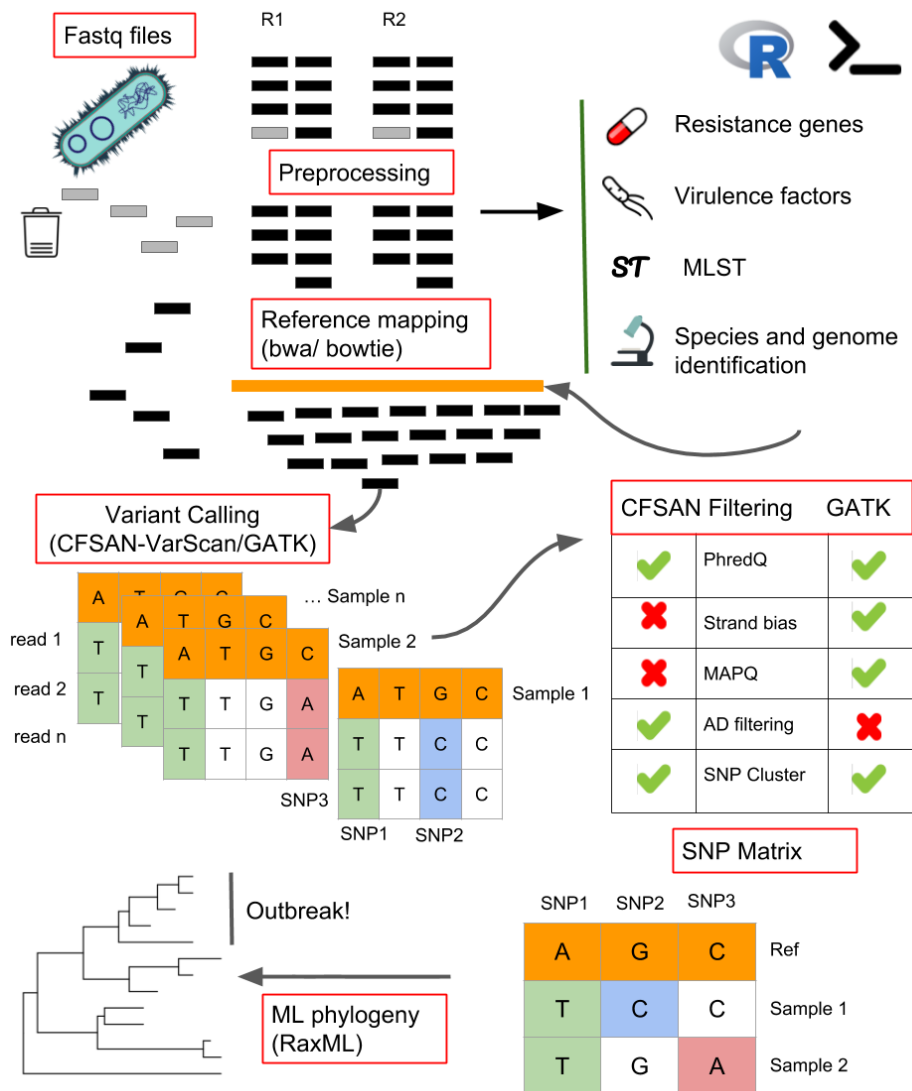 R1 R2
Fastq files
R
Resistance genes
Preprocessing
Virulence factors
ST MLST
Reference mapping
(bwa/ bowtie)
Species and genome
identification
Variant Calling
(CFSAN-VarScan/GATK)
CFSAN Filtering GATK
PhredQ
Strand bias
MAPQ
AD filtering
SNP Cluster
A T G C
… Sample n
A T G C
read 1
T
Sample 2
A T G C
T
read 2
T
T T G A
A T G C
Sample 1
T
read n
T T G A
T T C C
T T C C
SNP3
SNP1 SNP2
SNP Matrix
SNP1 SNP2 SNP3
A G C Ref
T C C Sample 1
T G A Sample 2
Outbreak!
ML phylogeny
(RaxML)